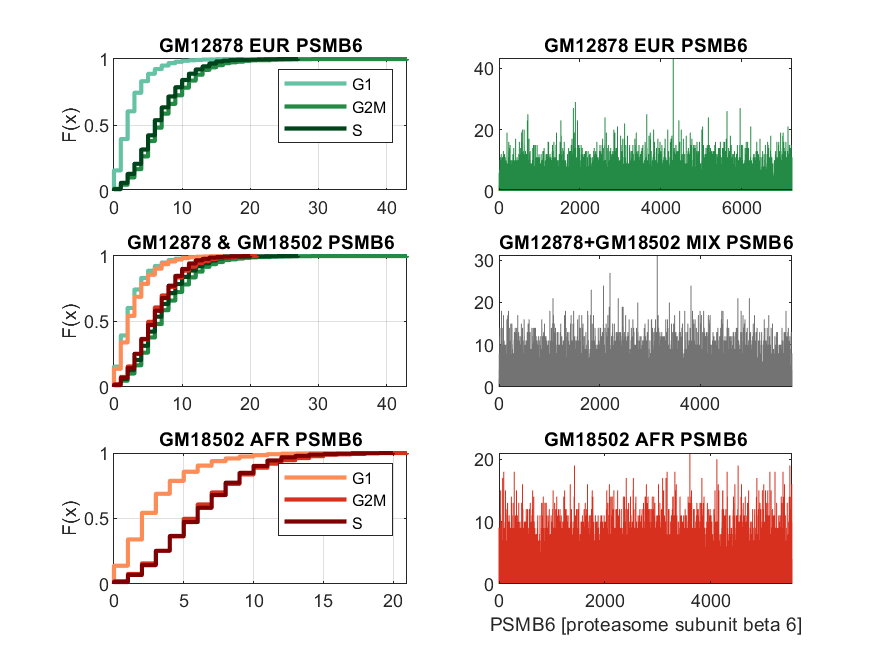 GM12878 EUR PSMB6
F(x)
1
0.5
0
0 10 20 30 40
G1
G2M
S
GM12878 EUR PSMB6
40
20
0
0 2000 4000 6000
GM12878 & GM18502 PSMB6
F(x)
1
0.5
0
0 10 20 30 40
GM12878+GM18502 MIX PSMB6
30
20
10
0
0 2000 4000
GM18502 AFR PSMB6
F(x)
1
0.5
0
0 5 10 15 20
G1
G2M
S
GM18502 AFR PSMB6
20
10
0
0 2000 4000
PSMB6 [proteasome subunit beta 6]